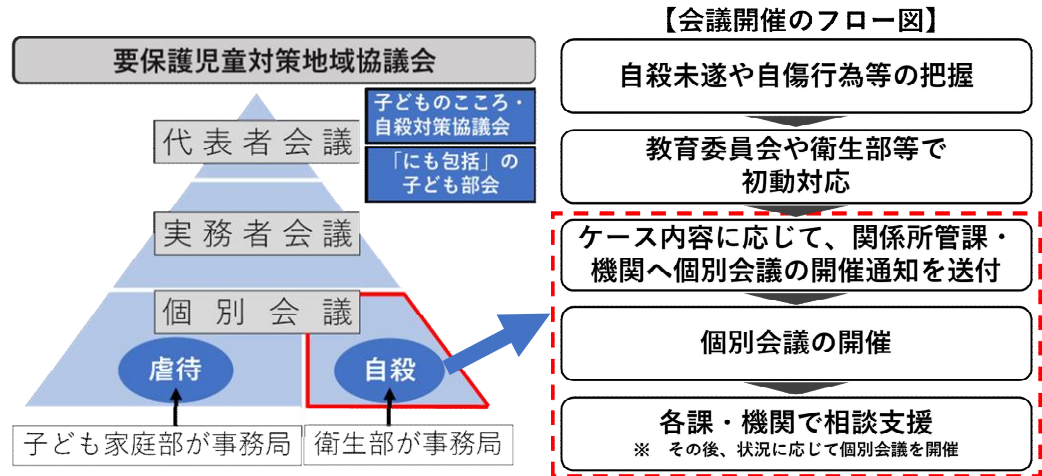 要保護児童対策地域協議会
代表者会議
子どものこころ・
自殺対策協議会
「にも包括」の
子ども部会
実務者会議
個別会議
虐待
自殺
子ども家庭部が事務局
衛生部が事務局
【会議開催のフロー図】
自殺未遂や自傷行為等の把握
教育委員会や衛生部等で
初動対応
ケース内容に応じて、関係所管課・
機関へ個別会議の開催通知を送付
個別会議の開催
各課・機関で相談支援
※ その後、状況に応じて個別会議を開催